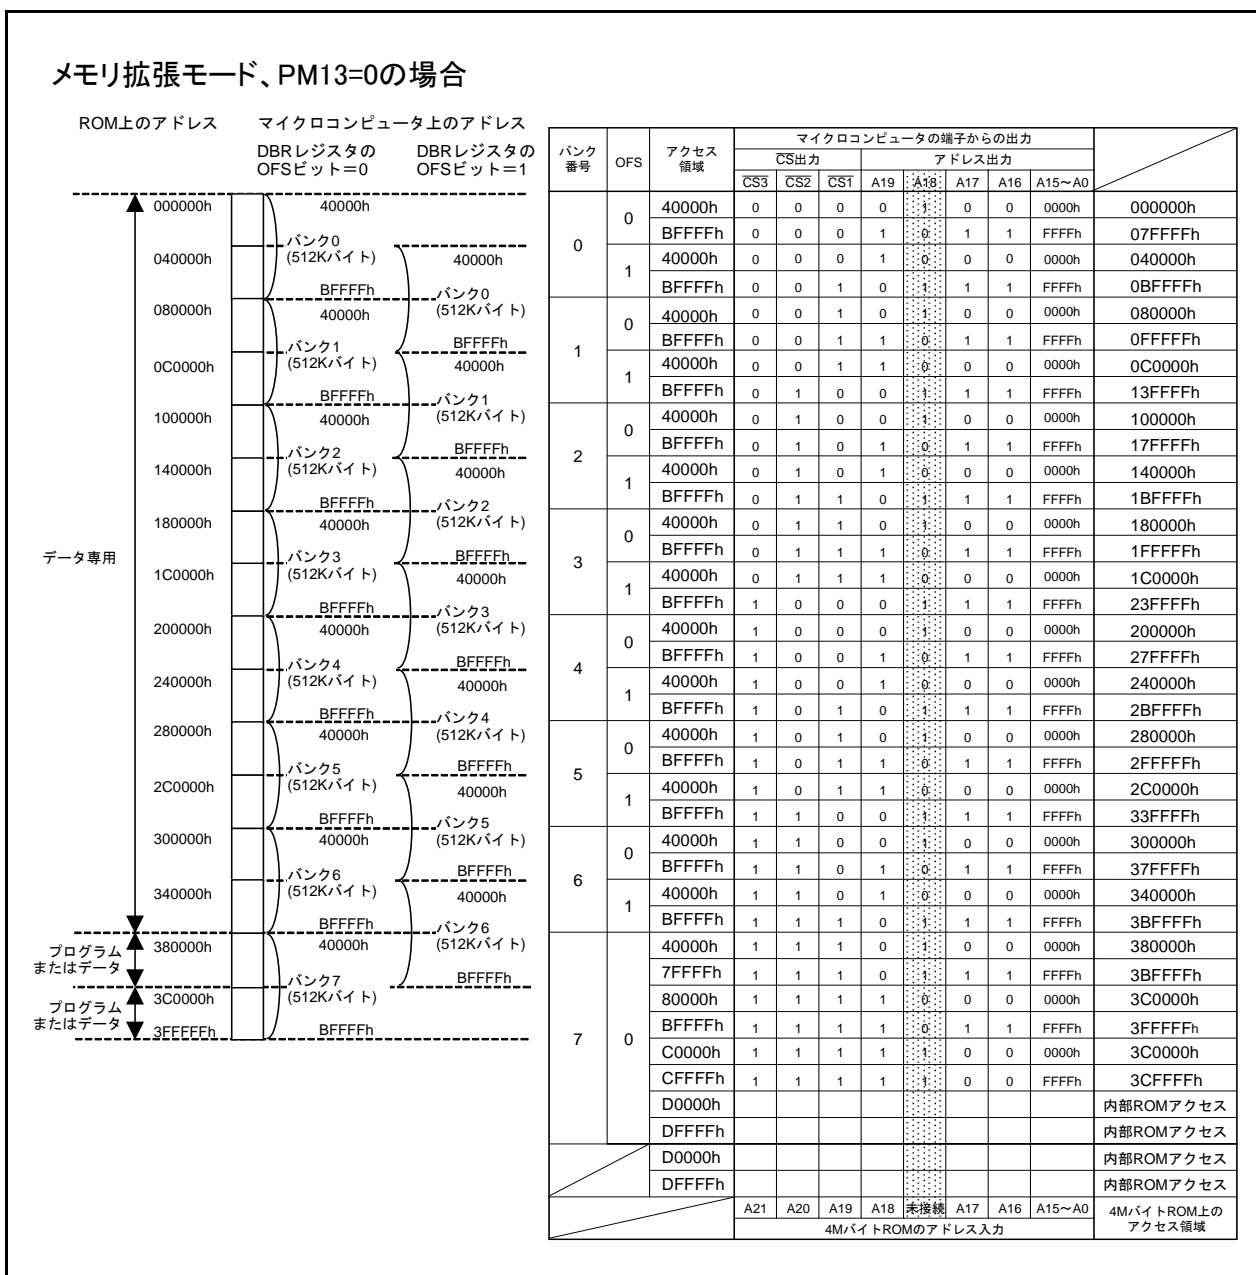 メモリ拡張モード、PM13=0の場合
ROM上のアドレス マイクロコンピュータ上のアドレス
DBRレジスタの DBRレジスタの
OFSビット=0 OFSビット=1
000000h 40000h
バンク0
040000h (512Kバイト) 40000h
BFFFFh バンク0
080000h 40000h (512Kバイト)
バンク1 BFFFFh
0C0000h (512Kバイト) 40000h
BFFFFh バンク1
100000h 40000h (512Kバイト)
バンク2 BFFFFh
140000h (512Kバイト) 40000h
BFFFFh バンク2
180000h 40000h (512Kバイト)
データ専用 バンク3 BFFFFh
1C0000h (512Kバイト) 40000h
BFFFFh バンク3
200000h 40000h (512Kバイト)
バンク4 BFFFFh
240000h (512Kバイト) 40000h
BFFFFh バンク4
280000h 40000h (512Kバイト)
バンク5 BFFFFh
2C0000h (512Kバイト) 40000h
BFFFFh バンク5
300000h 40000h (512Kバイト)
バンク6 BFFFFh
340000h (512Kバイト) 40000h
BFFFFh バンク6
プログラム 380000h 40000h (512Kバイト)
またはデータ バンク7 BFFFFh
プログラム 3C0000h (512Kバイト)
またはデータ 3FFFFFh BFFFFh
バンク番号 OFS アクセス領域 マイクロコンピュータの端子からの出力
CS出力 アドレス出力
CS3 CS2 CS1 A19 A18 A17 A16 A15～A0
0 0 40000h 0 0 0 0 1 0 0 0000h 000000h
BFFFFh 0 0 0 1 0 1 1 FFFFh 07FFFFh
1 40000h 0 0 0 1 0 0 0 0000h 040000h
BFFFFh 0 0 1 0 1 1 1 FFFFh 0BFFFFh
1 0 40000h 0 0 1 0 1 0 0 0000h 080000h
BFFFFh 0 0 1 1 0 1 1 FFFFh 0FFFFFh
1 40000h 0 0 1 1 0 0 0 0000h 0C0000h
BFFFFh 0 1 0 0 1 1 1 FFFFh 13FFFFh
2 0 40000h 0 1 0 0 1 0 0 0000h 100000h
BFFFFh 0 1 0 1 0 1 1 FFFFh 17FFFFh
1 40000h 0 1 0 1 0 0 0 0000h 140000h
BFFFFh 0 1 1 0 1 1 1 FFFFh 1BFFFFh
3 0 40000h 0 1 1 0 1 0 0 0000h 180000h
BFFFFh 0 1 1 1 0 1 1 FFFFh 1FFFFFh
1 40000h 0 1 1 1 0 0 0 0000h 1C0000h
BFFFFh 1 0 0 0 1 1 1 FFFFh 23FFFFh
4 0 40000h 1 0 0 0 1 0 0 0000h 200000h
BFFFFh 1 0 0 1 0 1 1 FFFFh 27FFFFh
1 40000h 1 0 0 1 0 0 0 0000h 240000h
BFFFFh 1 0 1 0 1 1 1 FFFFh 2BFFFFh
5 0 40000h 1 0 1 0 1 0 0 0000h 280000h
BFFFFh 1 0 1 1 0 1 1 FFFFh 2FFFFFh
1 40000h 1 0 1 1 0 0 0 0000h 2C0000h
BFFFFh 1 1 0 0 1 1 1 FFFFh 33FFFFh
6 0 40000h 1 1 0 0 1 0 0 0000h 300000h
BFFFFh 1 1 0 1 0 1 1 FFFFh 37FFFFh
1 40000h 1 1 0 1 0 0 0 0000h 340000h
BFFFFh 1 1 1 0 1 1 1 FFFFh 3BFFFFh
7 0 40000h 1 1 1 0 1 0 0 0000h 380000h
7FFFFh 1 1 1 0 1 1 1 FFFFh 3BFFFFh
80000h 1 1 1 1 0 0 0 0000h 3C0000h
BFFFFh 1 1 1 1 0 1 1 FFFFh 3FFFFFh
C0000h 1 1 1 1 1 0 0 0000h 3C0000h
CFFFFh 1 1 1 1 1 0 0 FFFFh 3CFFFFh
D0000h 内部ROMアクセス
DFFFFh 内部ROMアクセス
D0000h 内部ROMアクセス
DFFFFh 内部ROMアクセス
A21 A20 A19 A18 未接続 A17 A16 A15～A0 4MバイトROM上の
4MバイトROMのアドレス入力 アクセス領域